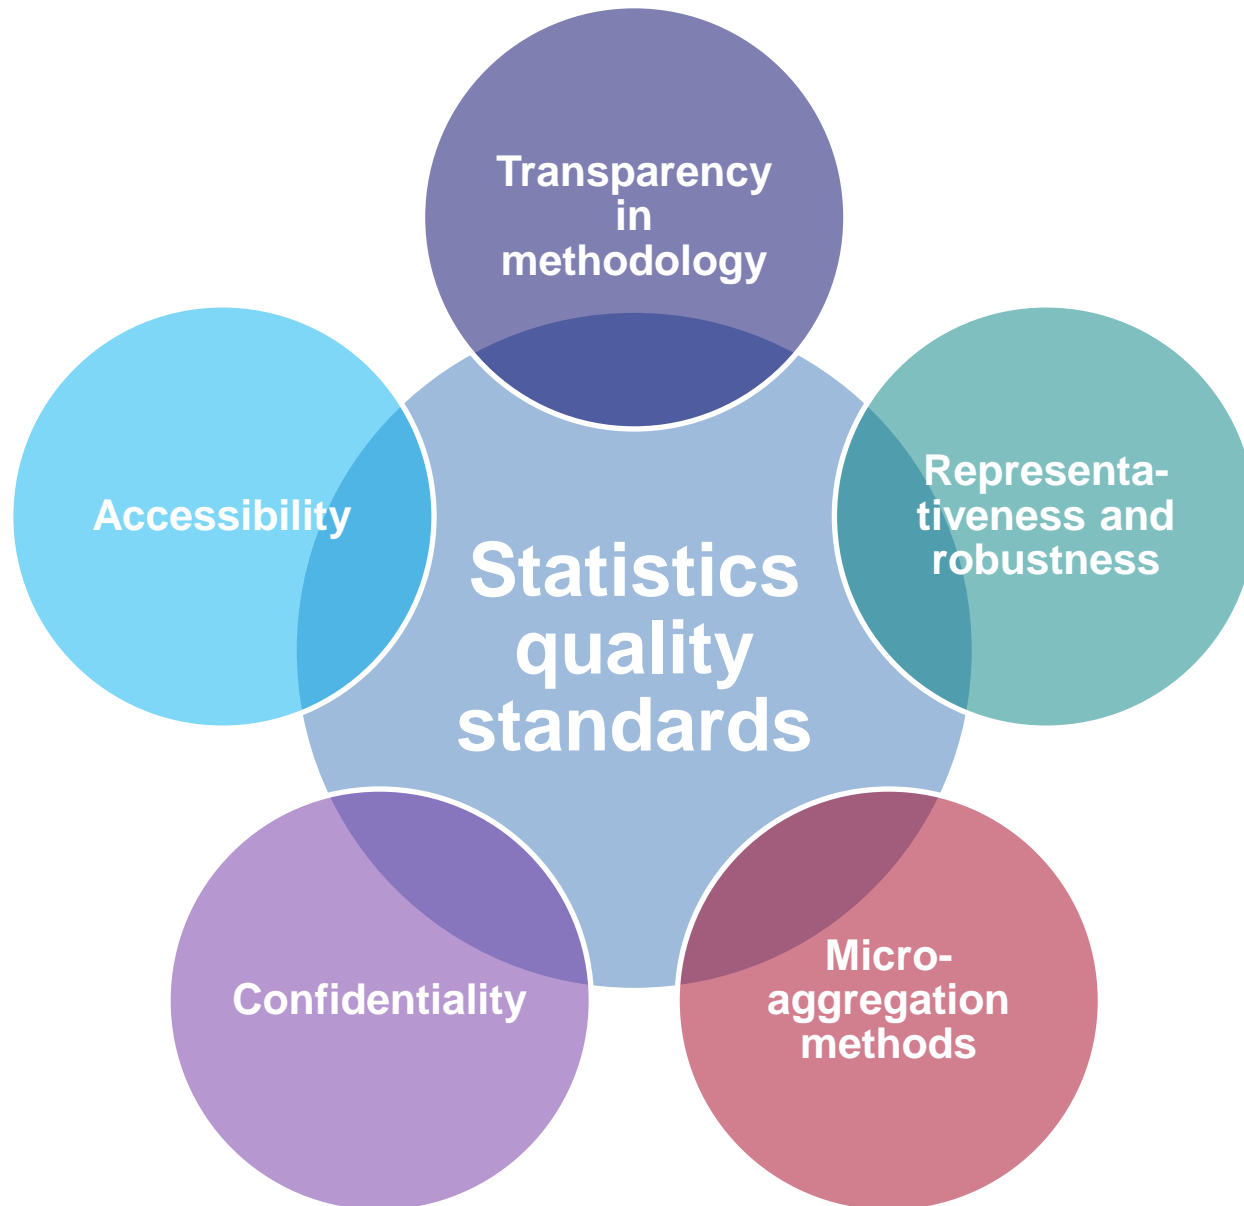 Transparency
in
methodology
Representa-
tiveness and
robustness
Accessibility
Statistics
quality
standards
Confidentiality
Micro-
aggregation
methods